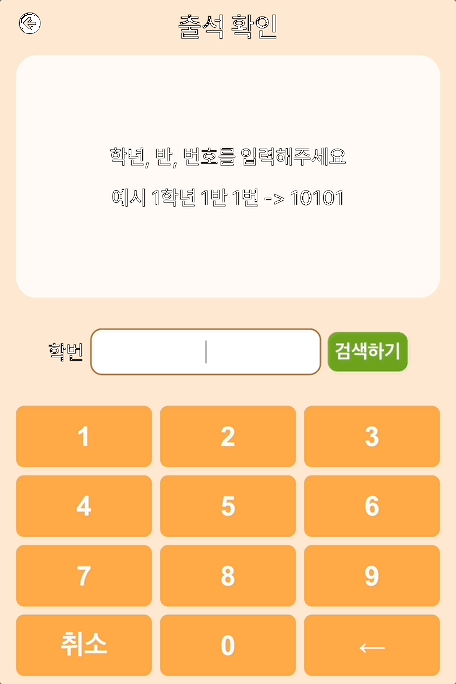 출석 확인
학년, 반, 번호를 입력해주세요
예시 1학년 1반 1번 -> 10101
학번
검색하기
1 2 3
4 5 6
7 8 9
취소 0 ←